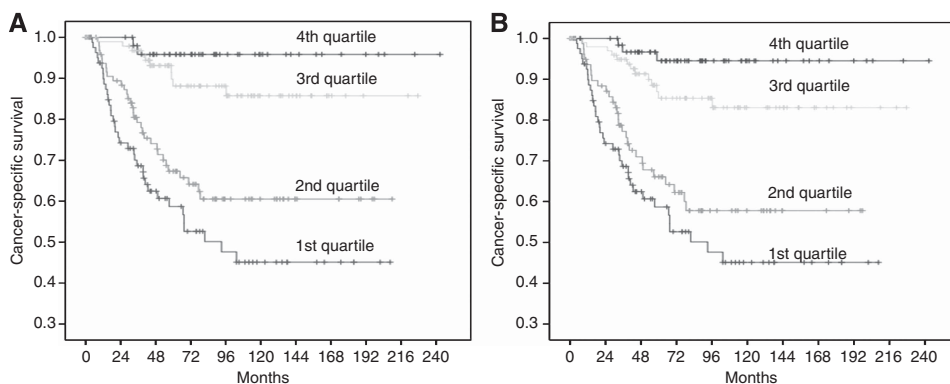 A
Cancer-specific survival
1.0
0.9
0.8
0.7
0.6
0.5
0.4
0.3
4th quartile
3rd quartile
2nd quartile
1st quartile
0 24 48 72 96 120 144 168 192 216 240
Months
B
Cancer-specific survival
1.0
0.9
0.8
0.7
0.6
0.5
0.4
0.3
4th quartile
3rd quartile
2nd quartile
1st quartile
0 24 48 72 96 120 144 168 192 216 240
Months